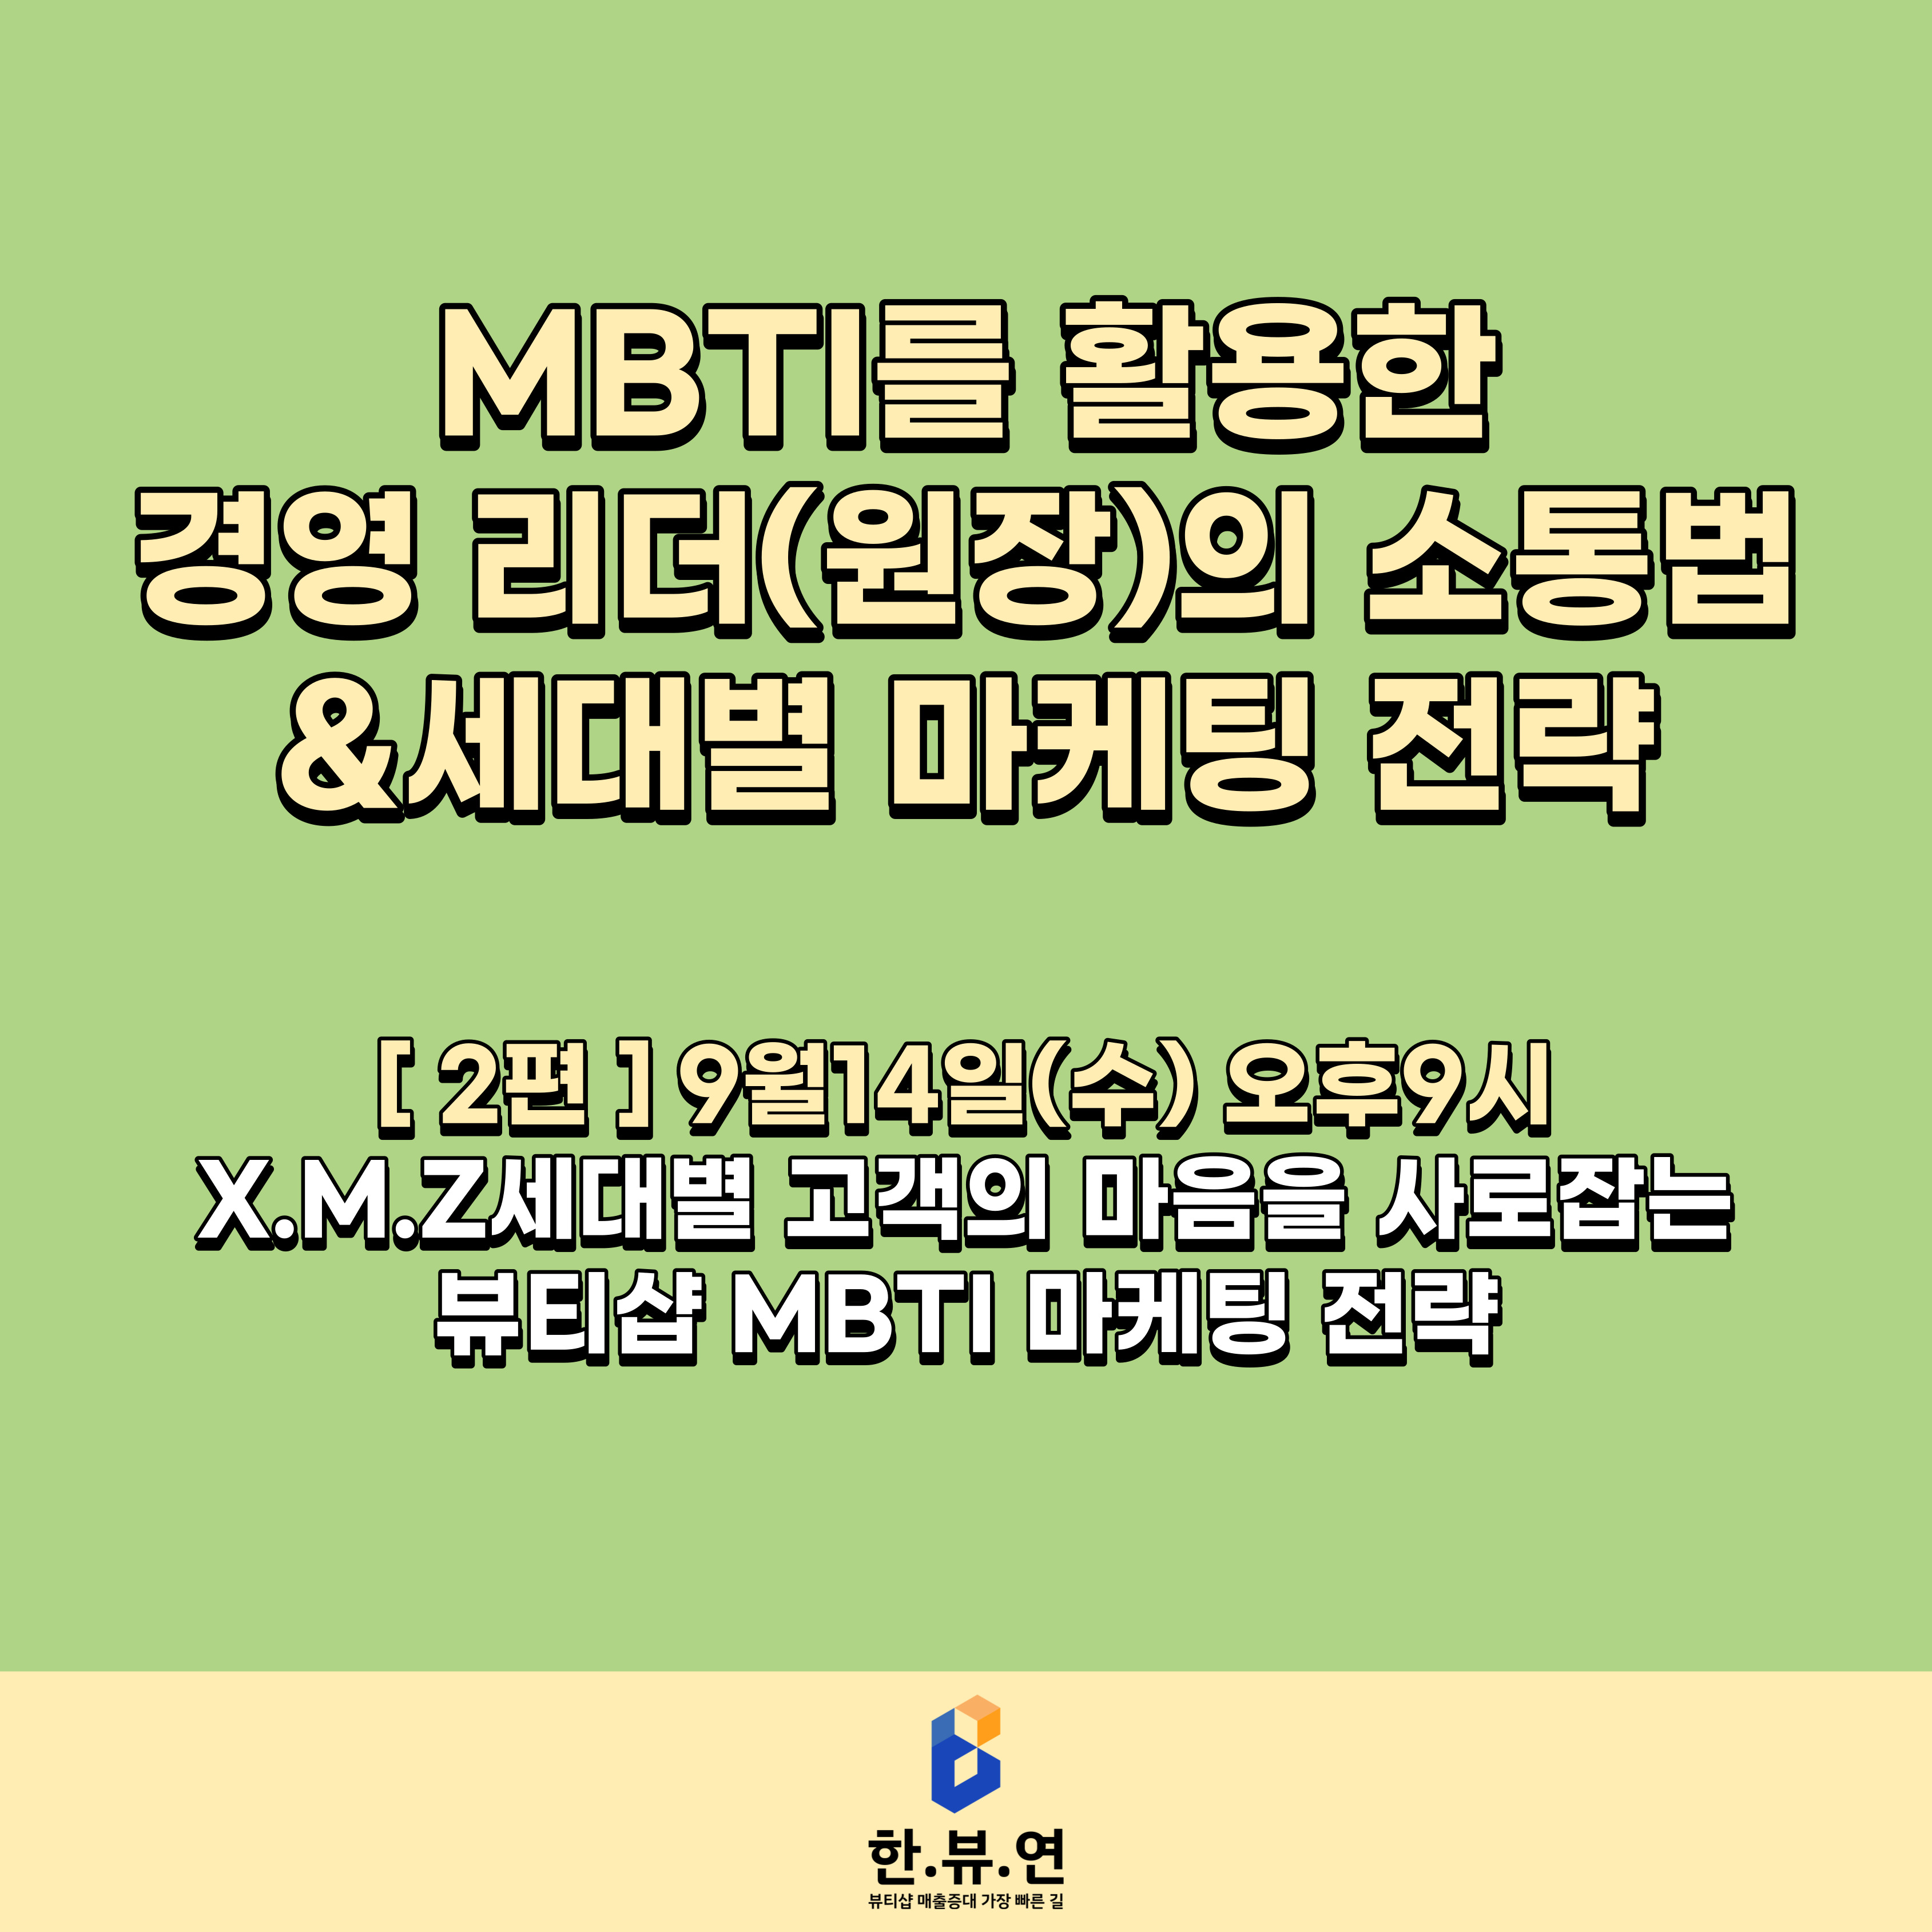 MBTI를 활용한
경영 리더(원장)의 소통법
&세대별 마케팅 전략
[ 2편 ] 9월14일(수) 오후9시
X.M.Z세대별 고객의 마음을 사로잡는
뷰티샵 MBTI 마케팅 전략
한.뷰.연
뷰티샵 매출증대 가장 빠른 길